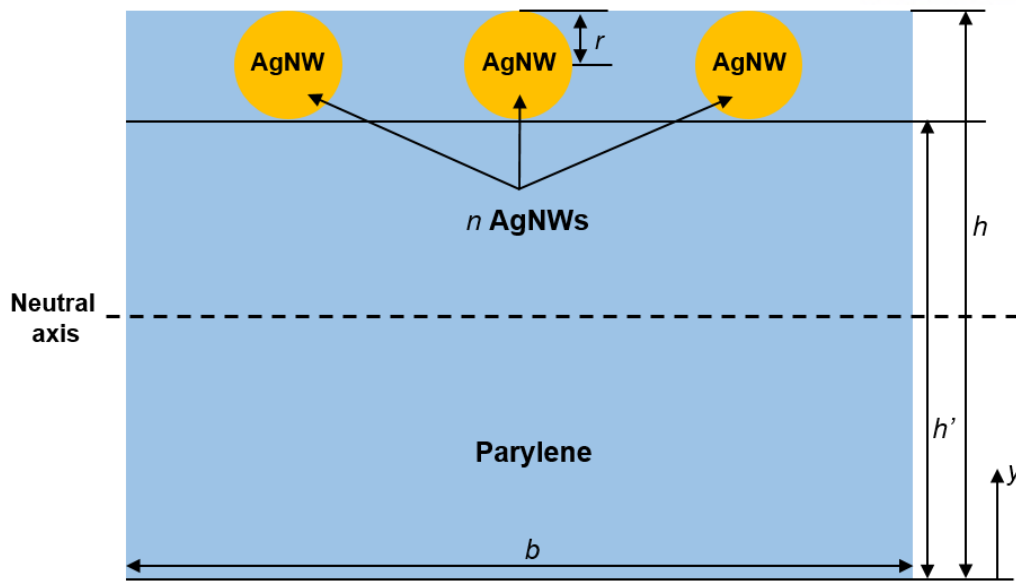 AgNW
AgNW
AgNW
r
n AgNWs
h
Neutral
axis
h’
Parylene
y
b